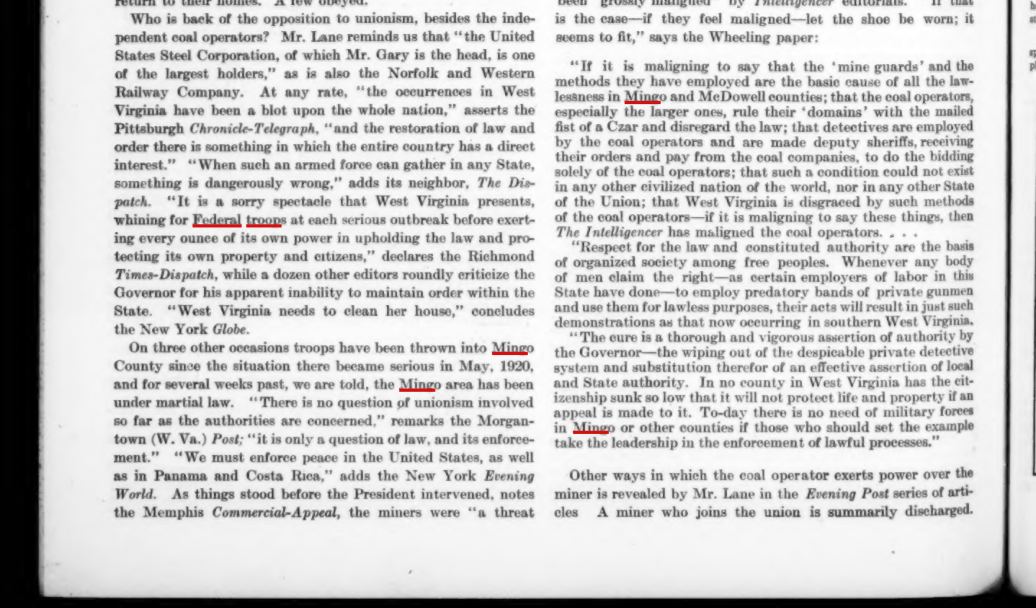 return to their homes. A few obeyed.
Who is back of the opposition to unionism, besides the inde-
pendent coal operators? Mr. Lane reminds us that "the United
States Steel Corporation, of which Mr. Gary is the head, is one
of the largest holders," as is also the Norfolk and Western
Railway Company. At any rate, "the occurrences in West
Virginia have been a blot upon the whole nation," asserts the
Pittsburgh Chronicle-Telegraph, "and the restoration of law and
order there is something in which the entire country has a direct
interest." "When such an armed force can gather in any State,
something is dangerously wrong," adds its neighbor, The Dis-
patch. "It is a sorry spectacle that West Virginia presents,
whining for Federal troops at each serious outbreak before exert-
ing every ounce of its own power in upholding the law and pro-
tecting its own property and citizens," declares the Richmond
Times-Dispatch, while a dozen other editors roundly criticize the
Governor for his apparent inability to maintain order within the
State. "West Virginia needs to clean her house," concludes
the New York Globe.
On three other occasions troops have been thrown into Mingo
County since the situation there became serious in May, 1920,
and for several weeks past, we are told, the Mingo area has been
under martial law. "There is no question of unionism involved
so far as the authorities are concerned," remarks the Morgan-
town (W. Va.) Post; "it is only a question of law, and its enforce-
ment." "We must enforce peace in the United States, as well
as in Panama and Costa Rica," adds the New York Evening
World. As things stood before the President intervened, notes
the Memphis Commercial-Appeal, the miners were "a threat
been grossly maligned" by Intelligencer editorials. "If that
is the case—if they feel maligned—let the shoe be worn; it
seems to fit," says the Wheeling paper:
"If it is maligning to say that the 'mine guards' and the
methods they have employed are the basic cause of all the law-
lessness in Mingo and McDowell counties; that the coal operators,
especially the larger ones, rule their 'domains' with the mailed
fist of a Czar and disregard the law; that detectives are employed
by the coal operators and are made deputy sheriffs, receiving
their orders and pay from the coal companies, to do the bidding
solely of the coal operators; that such a condition could not exist
in any other civilized nation of the world, nor in any other State
of the Union; that West Virginia is disgraced by such methods
of the coal operators—if it is maligning to say these things, then
The Intelligencer has maligned the coal operators. . . .
"Respect for the law and constituted authority are the basis
of organized society among free peoples. Whenever any body
of men claim the right—as certain employers of labor in this
State have done—to employ predatory bands of private gunmen
and use them for lawless purposes, their acts will result in just such
demonstrations as that now occurring in southern West Virginia.
"The cure is a thorough and vigorous assertion of authority by
the Governor—the wiping out of the despicable private detective
system and substitution therefor of an effective assertion of local
and State authority. In no county in West Virginia has the cit-
izenship sunk so low that it will not protect life and property if an
appeal is made to it. To-day there is no need of military forces
in Mingo or other counties if those who should set the example
take the leadership in the enforcement of lawful processes."
Other ways in which the coal operator exerts power over the
miner is revealed by Mr. Lane in the Evening Post series of arti-
cles A miner who joins the union is summarily discharged.